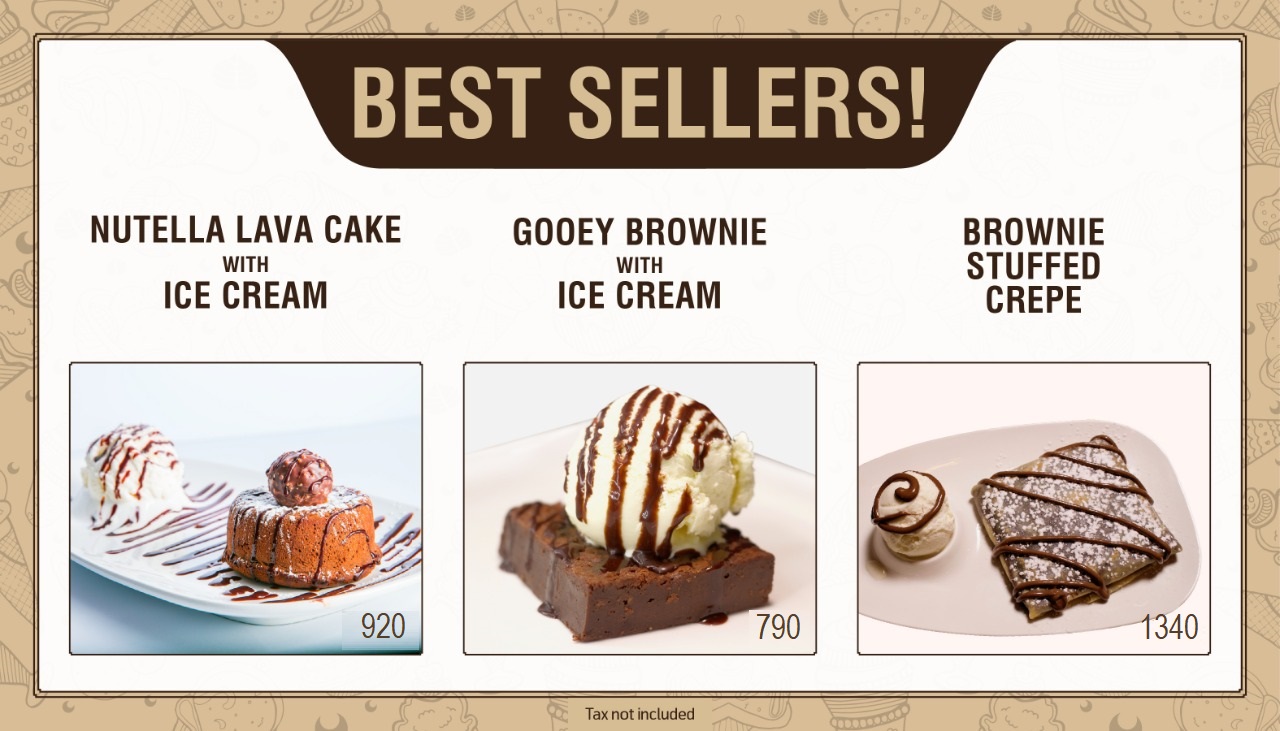 BEST SELLERS!
NUTELLA LAVA CAKE
WITH
ICE CREAM
920
GOOEY BROWNIE
WITH
ICE CREAM
790
BROWNIE
STUFFED
CREPE
1340
Tax not included